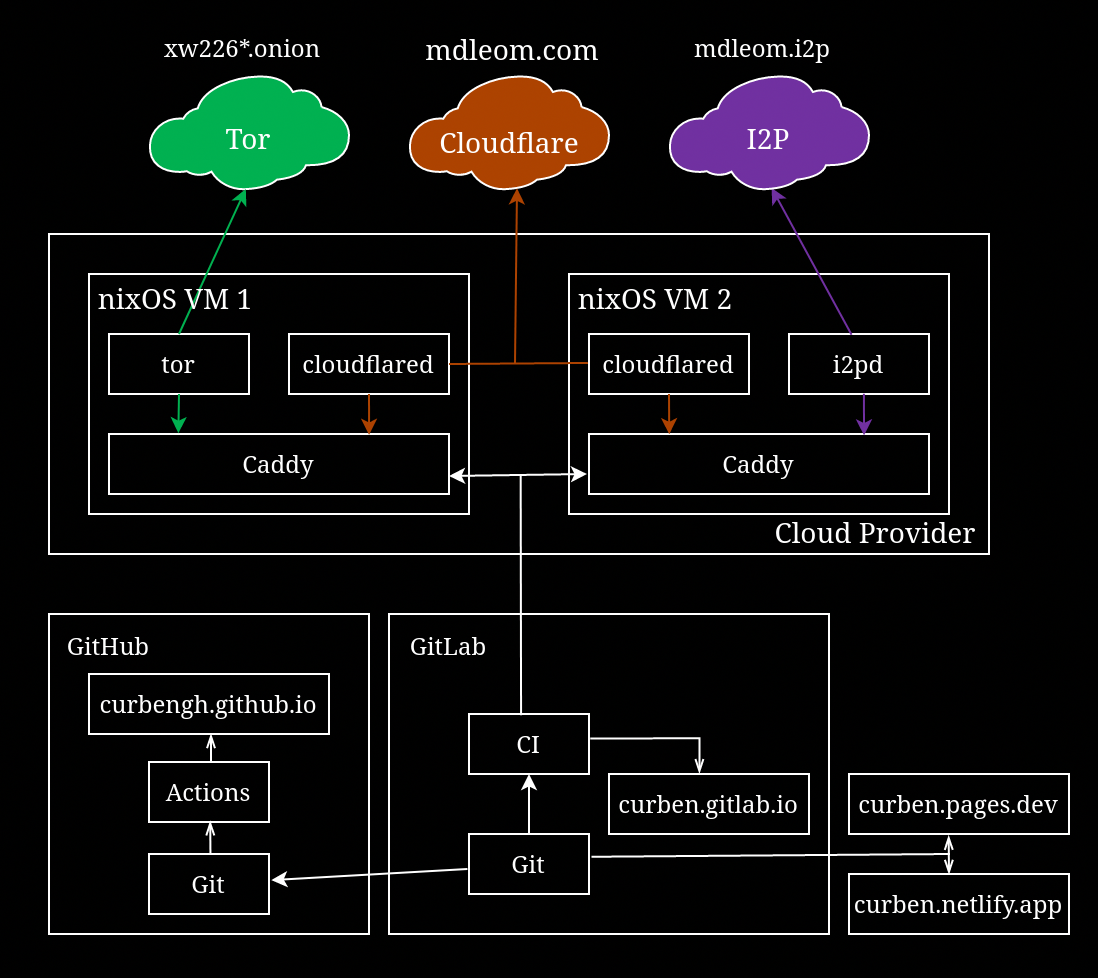 xw226*.onion
mdleom.com
mdleom.i2p
Tor
Cloudflare
I2P
nixOS VM 1
nixOS VM 2
tor
cloudflared
cloudflared
i2pd
Caddy
Caddy
Cloud Provider
GitHub
GitLab
curbengh.github.io
CI
Actions
curben.gitlab.io
curben.pages.dev
Git
Git
curben.netlify.app